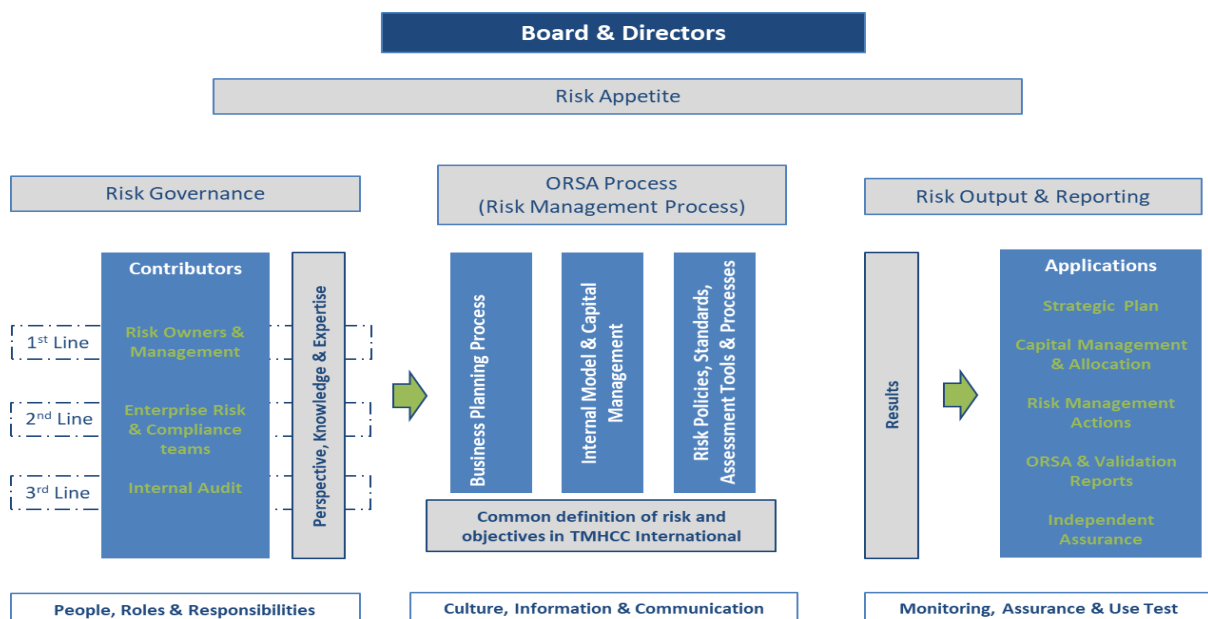 Board & Directors
Risk Appetite
Risk Governance
Contributors
1st Line
Risk Owners &
Management
2nd Line
Enterprise Risk
& Compliance
teams
3rd Line
Internal Audit
Perspective, Knowledge & Expertise
People, Roles & Responsibilities
ORSA Process
(Risk Management Process)
Business Planning Process
Internal Model & Capital
Management
Risk Policies, Standards,
Assessment Tools & Processes
Common definition of risk and
objectives in TMHCC International
Culture, Information & Communication
Risk Output & Reporting
Results
Applications
Strategic Plan
Capital Management
& Allocation
Risk Management
Actions
ORSA & Validation
Reports
Independent
Assurance
Monitoring, Assurance & Use Test